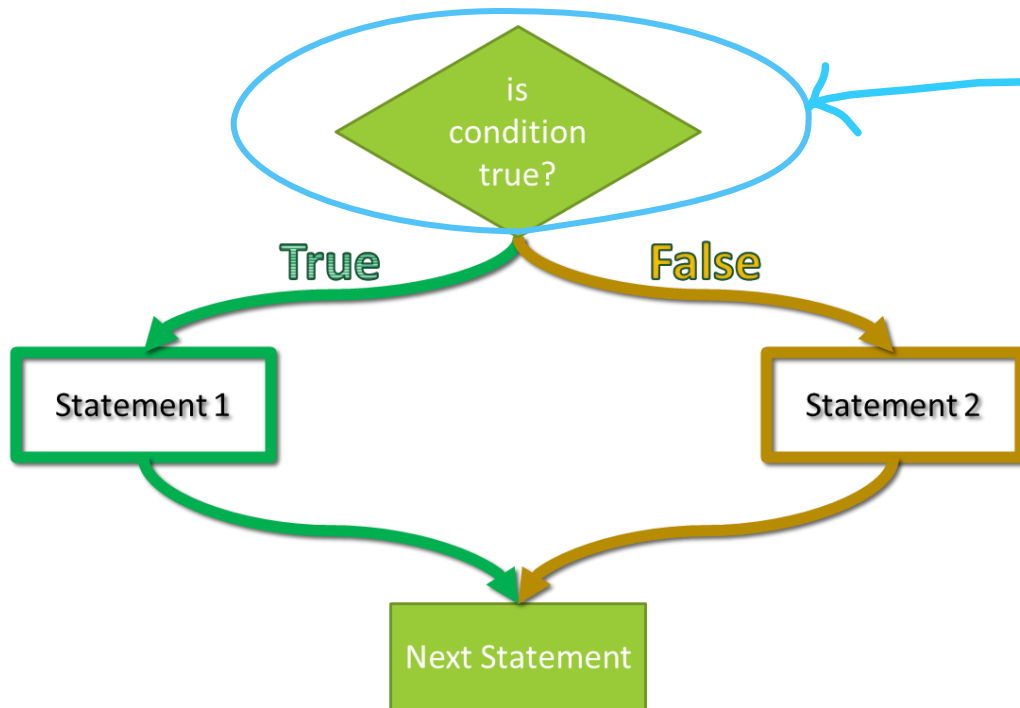 is
condition
true?
True
False
Statement 1
Statement 2
Next Statement